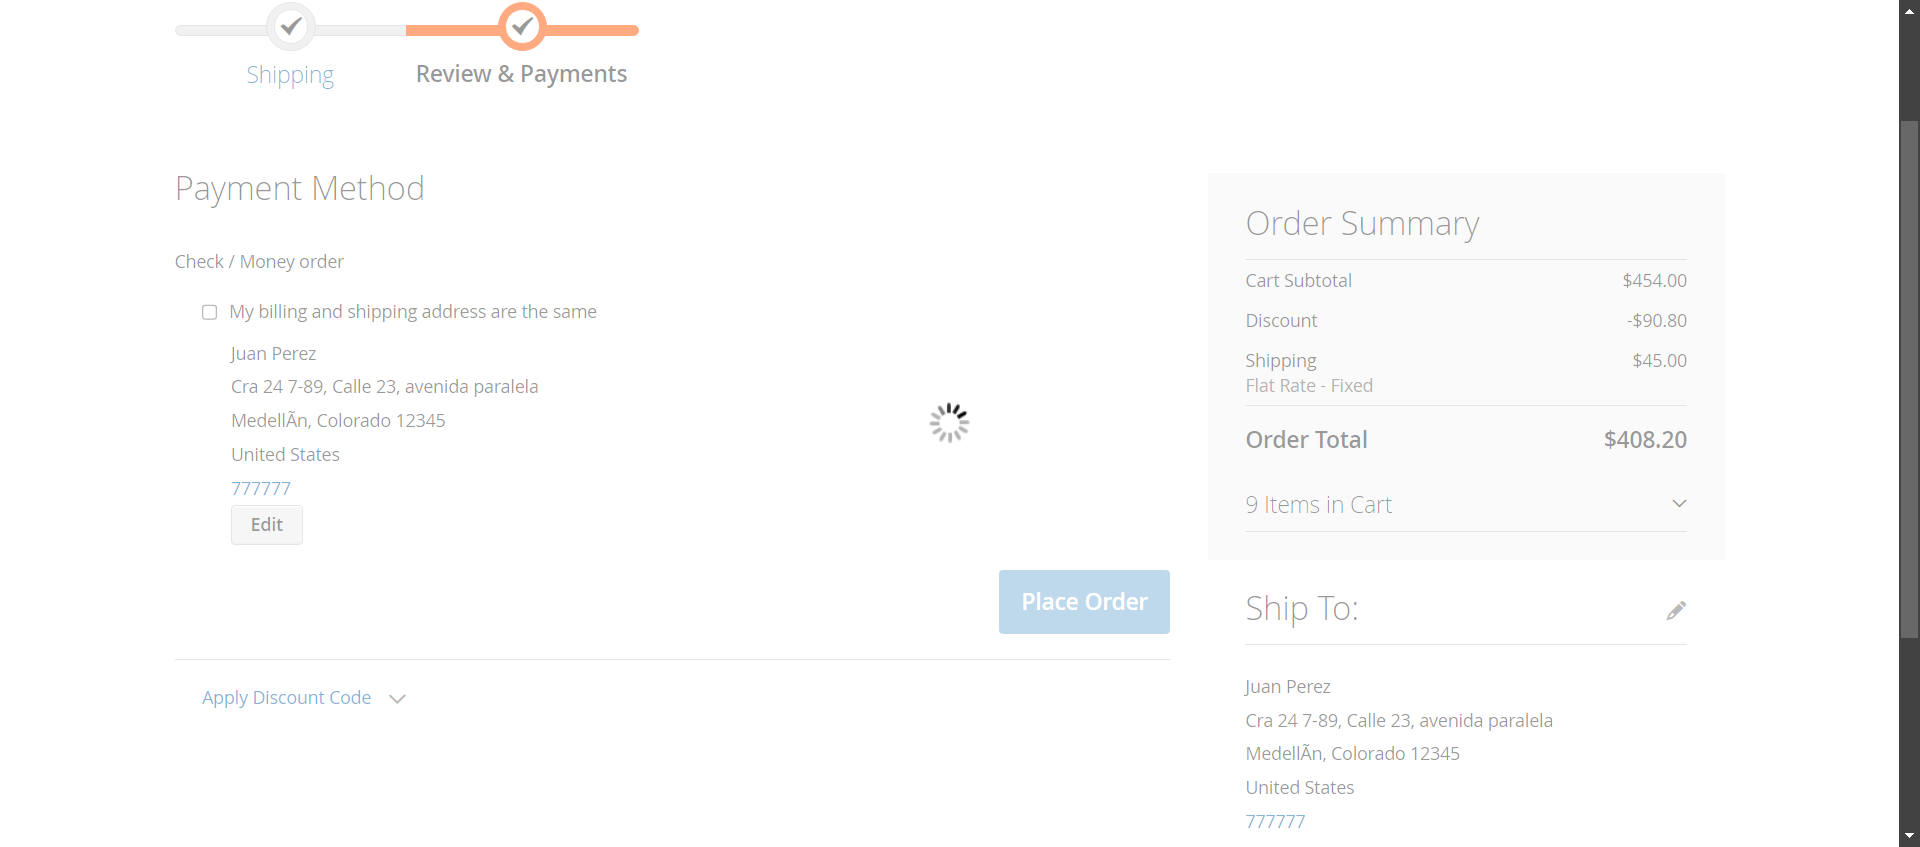 Shipping
Review & Payments
Payment Method
Check / Money order
My billing and shipping address are the same
Juan Perez
Cra 24 7-89, Calle 23, avenida paralela
MedellÃn, Colorado 12345
United States
777777
Edit
Place Order
Apply Discount Code
Order Summary
Cart Subtotal $454.00
Discount -$90.80
Shipping $45.00
Flat Rate - Fixed
Order Total $408.20
9 Items in Cart
Ship To:
Juan Perez
Cra 24 7-89, Calle 23, avenida paralela
MedellÃn, Colorado 12345
United States
777777